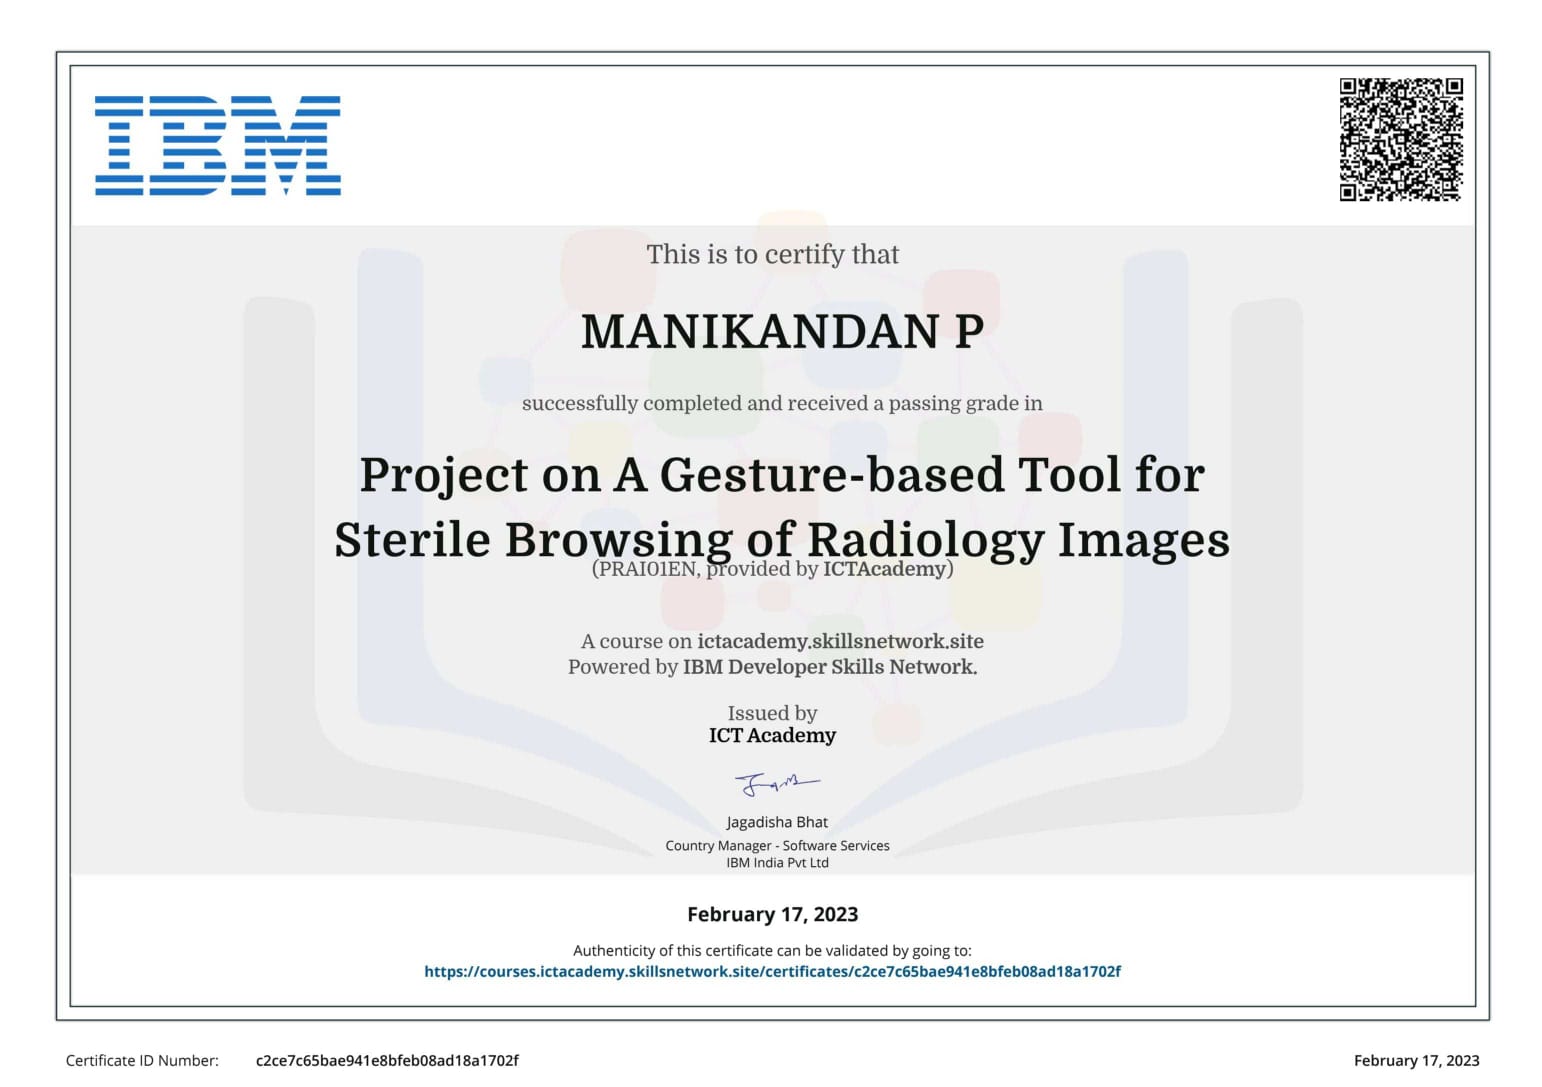 IBM
This is to certify that
MANIKANDAN P
successfully completed and received a passing grade in
Project on A Gesture-based Tool for
Sterile Browsing of Radiology Images
(PRAI01EN, provided by ICTAcademy)
A course on ictacademy.skillsnetwork.site
Powered by IBM Developer Skills Network.
Issued by
ICT Academy
Jagadisha Bhat
Country Manager - Software Services
IBM India Pvt Ltd
February 17, 2023
Authenticity of this certificate can be validated by going to:
https://courses.ictacademy.skillsnetwork.site/certificates/c2ce7c65bae941e8bfeb08ad18a1702f
Certificate ID Number: c2ce7c65bae941e8bfeb08ad18a1702f
February 17, 2023